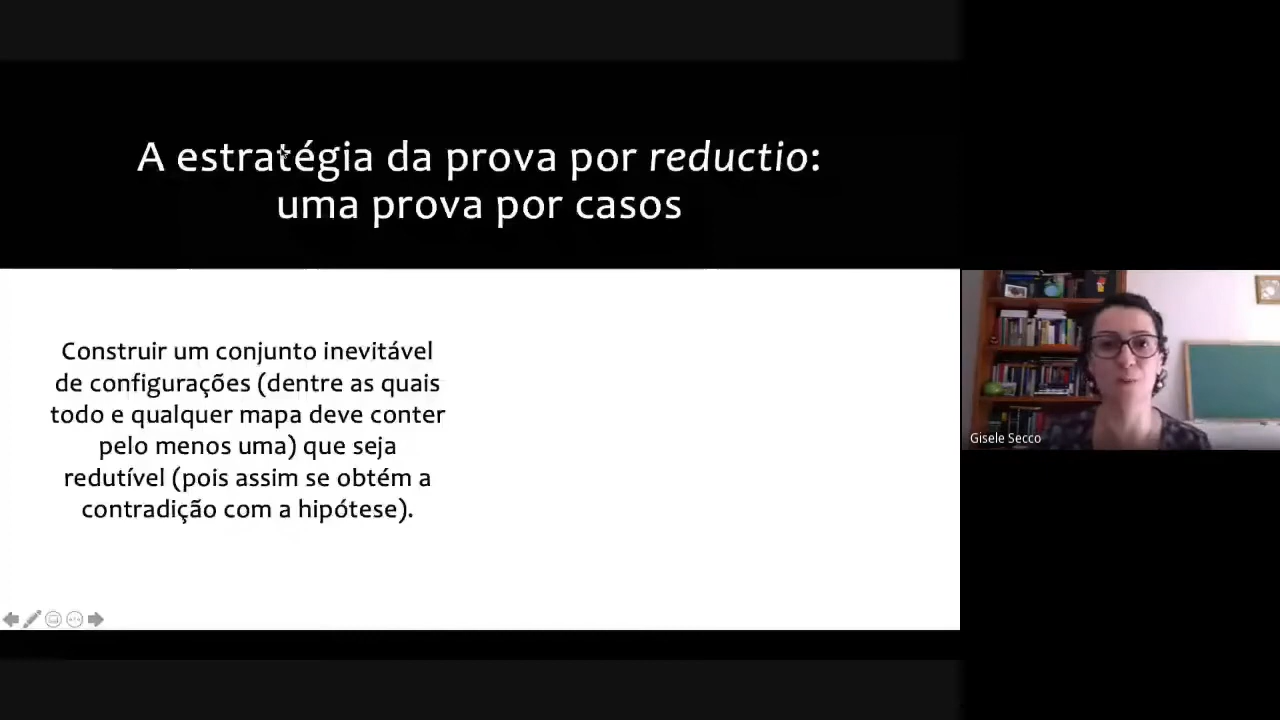 A estratégia da prova por reductio:
uma prova por casos
Construir um conjunto inevitável
de configurações (dentre as quais
todo e qualquer mapa deve conter
pelo menos uma) que seja
redutível (pois assim se obtém a
contradição com a hipótese).
Gisele Secco